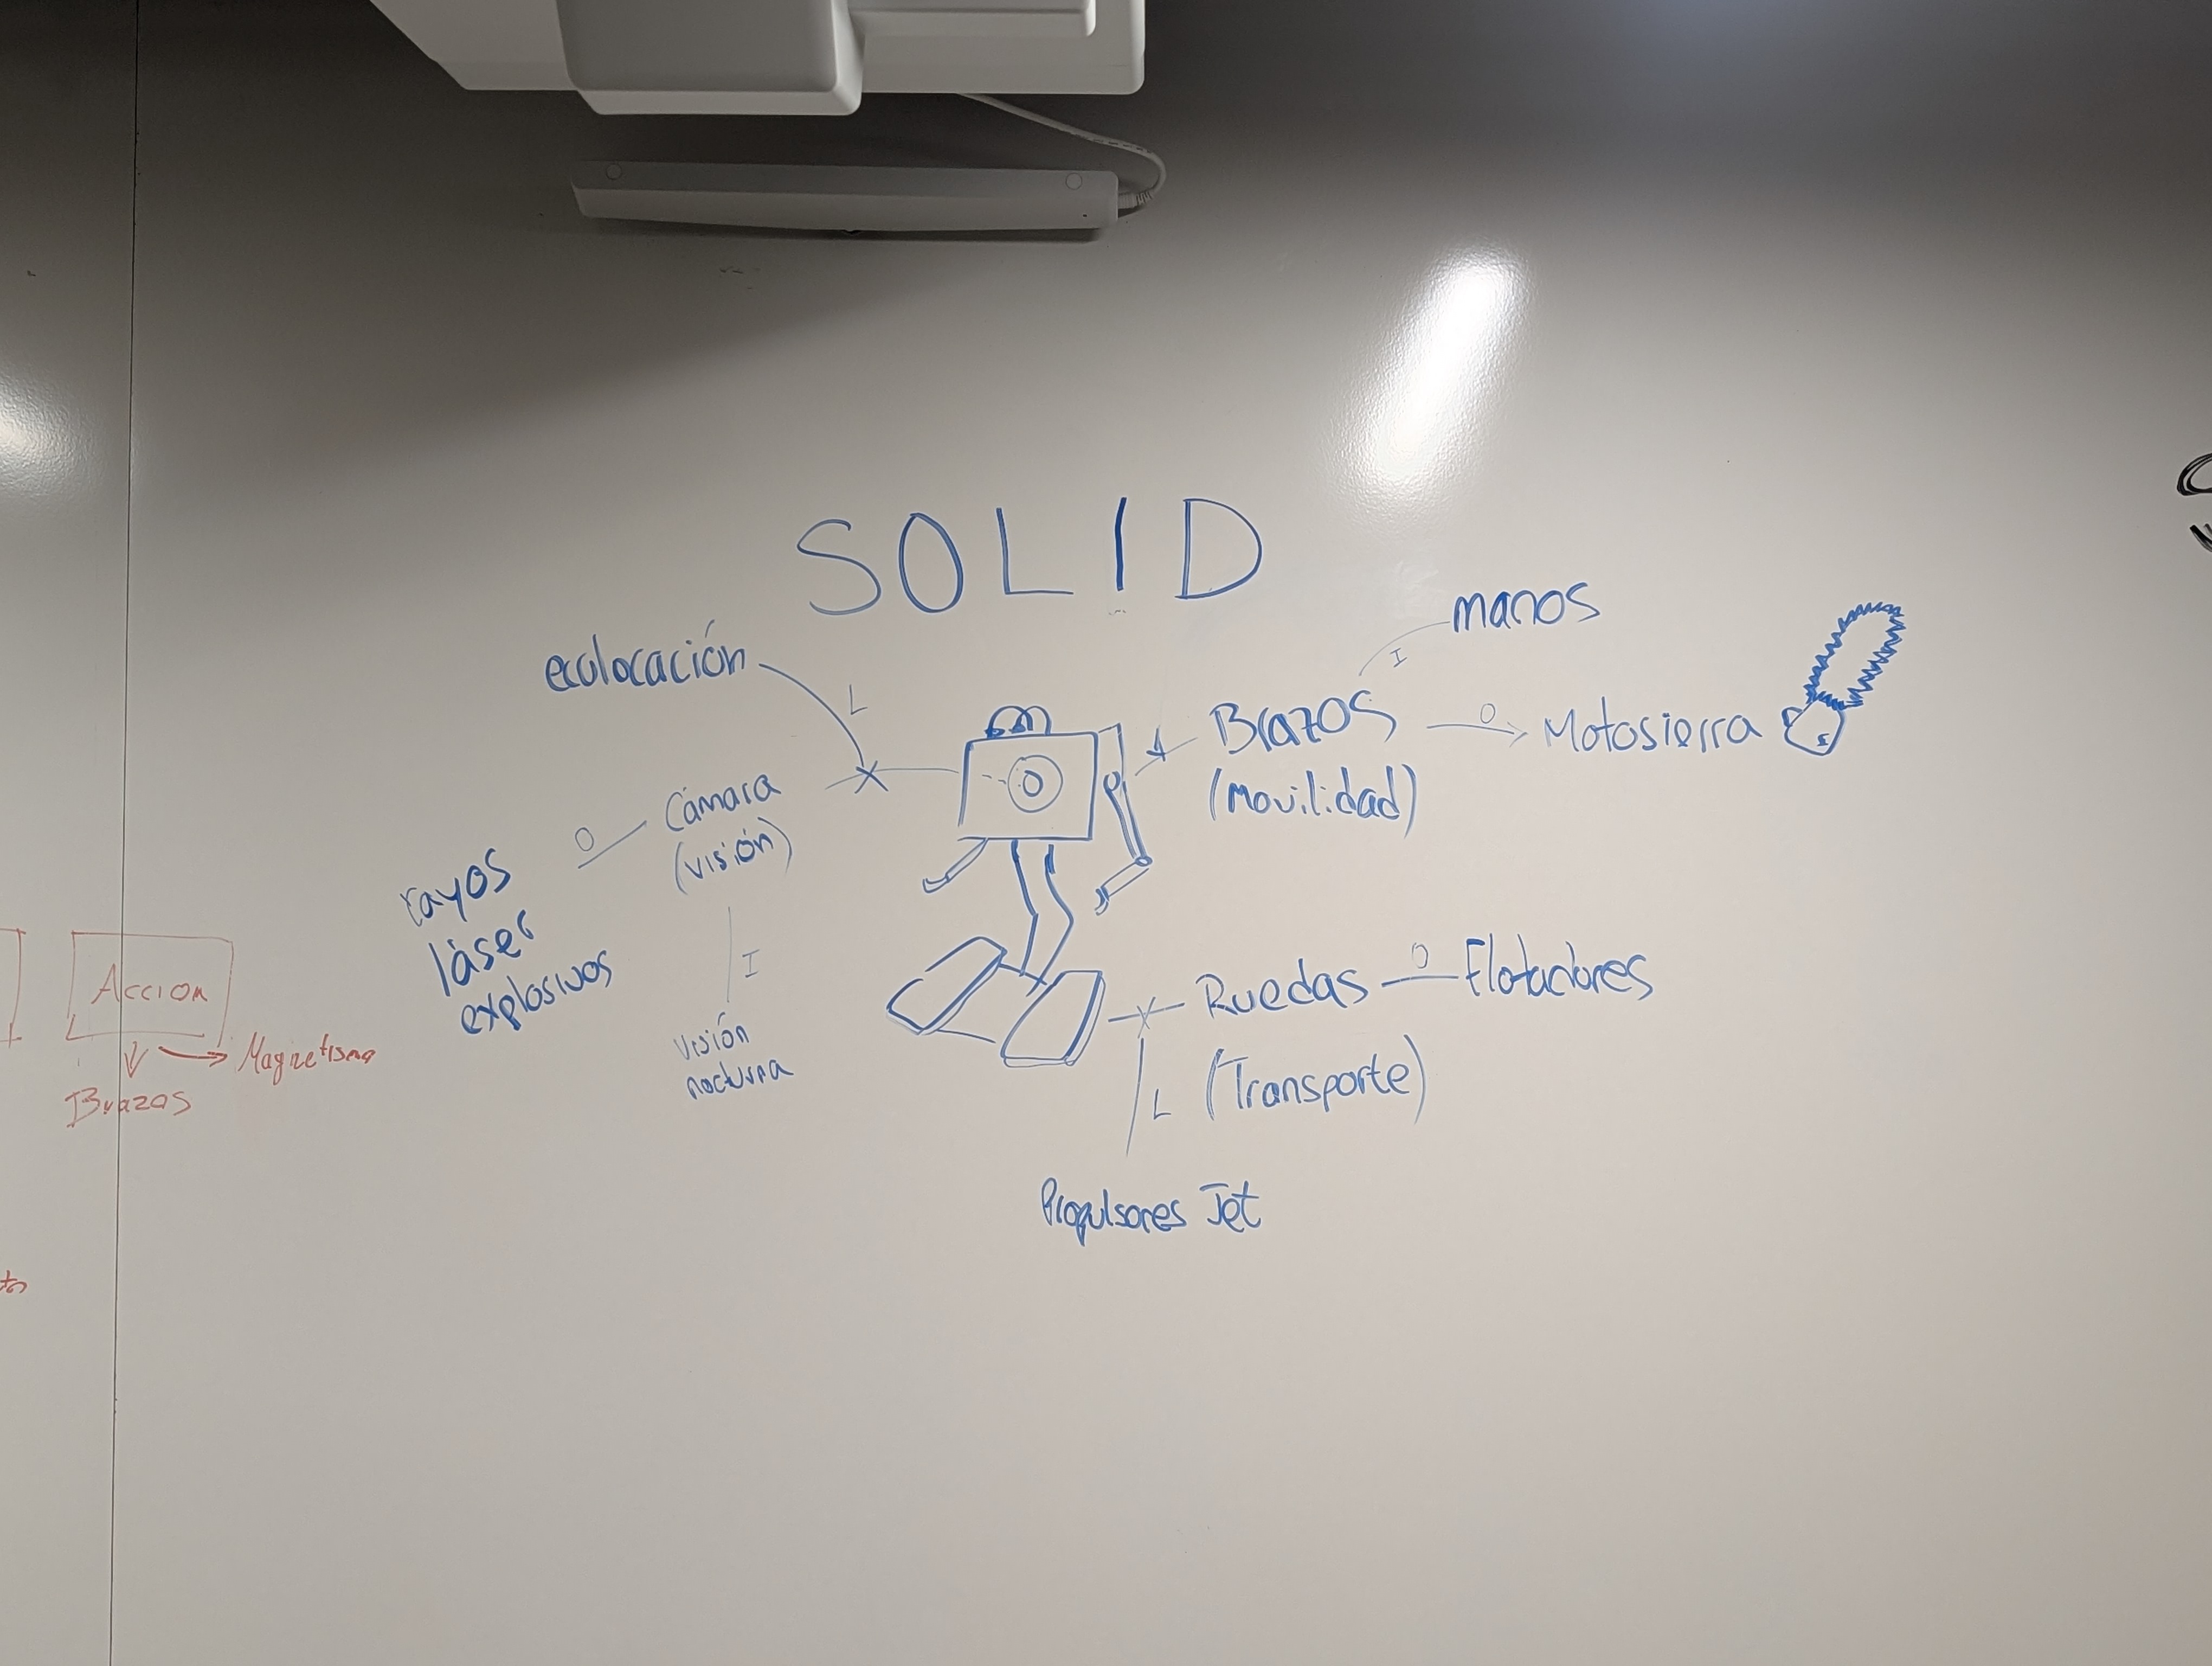 SOLID
ecolocación
L
manos
I
Brazos
(Movilidad)
O
Motosierra
Cámara
(visión)
O
rayos
láser
explosivos
I
Visión
nocturna
Ruedas
(Transporte)
O
Flotadores
L
Propulsores Jet
Accion
Magnetismo
Brazos